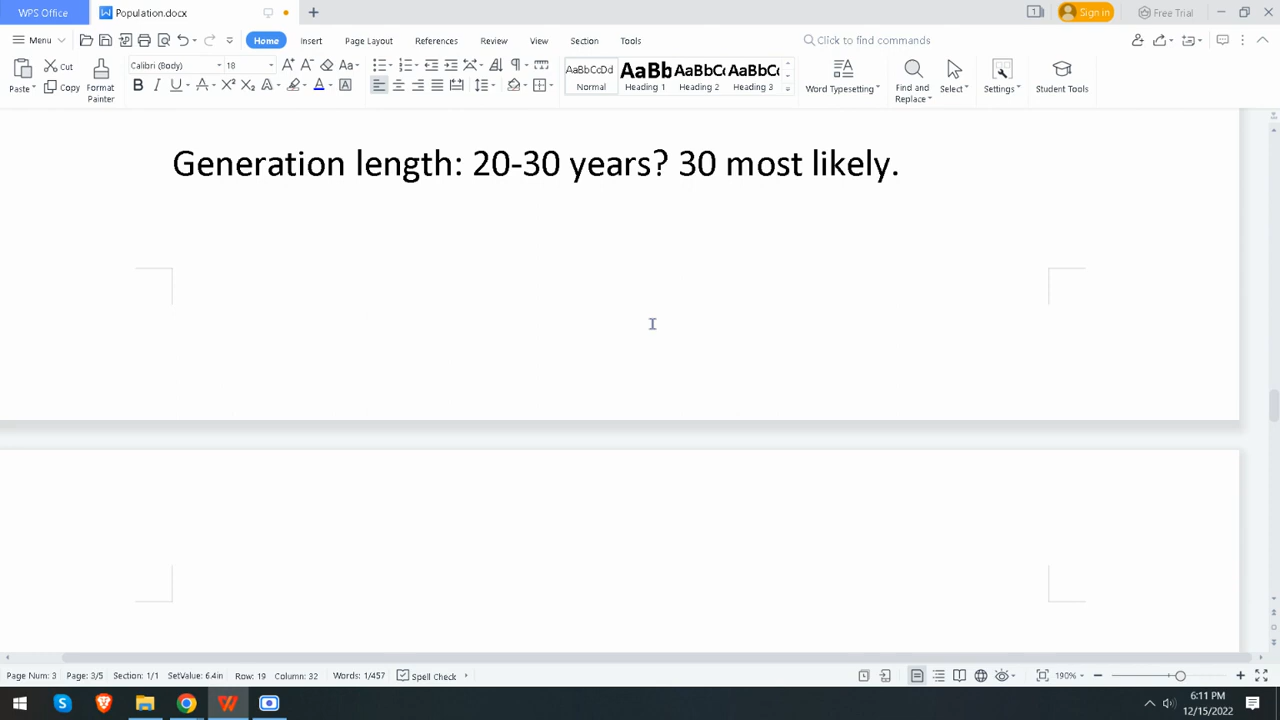 WPS Office
Population.docx
1
Sign in
Free Trial
Menu
Home
Insert
Page Layout
References
Review
View
Section
Tools
Click to find commands
Paste
Cut
Copy
Format Painter
Calibri (Body)
18
AaBbCcDd
Normal
AaBb
Heading 1
AaBbCc
Heading 2
AaBbCc
Heading 3
Word Typesetting
Find and Replace
Select
Settings
Student Tools
Generation length: 20-30 years? 30 most likely.
Page Num: 3 Page: 3/5 Section: 1/1 SetValue: 6.4in Row: 19 Column: 32 Words: 1/457 Spell Check 190%
6:11 PM
12/15/2022